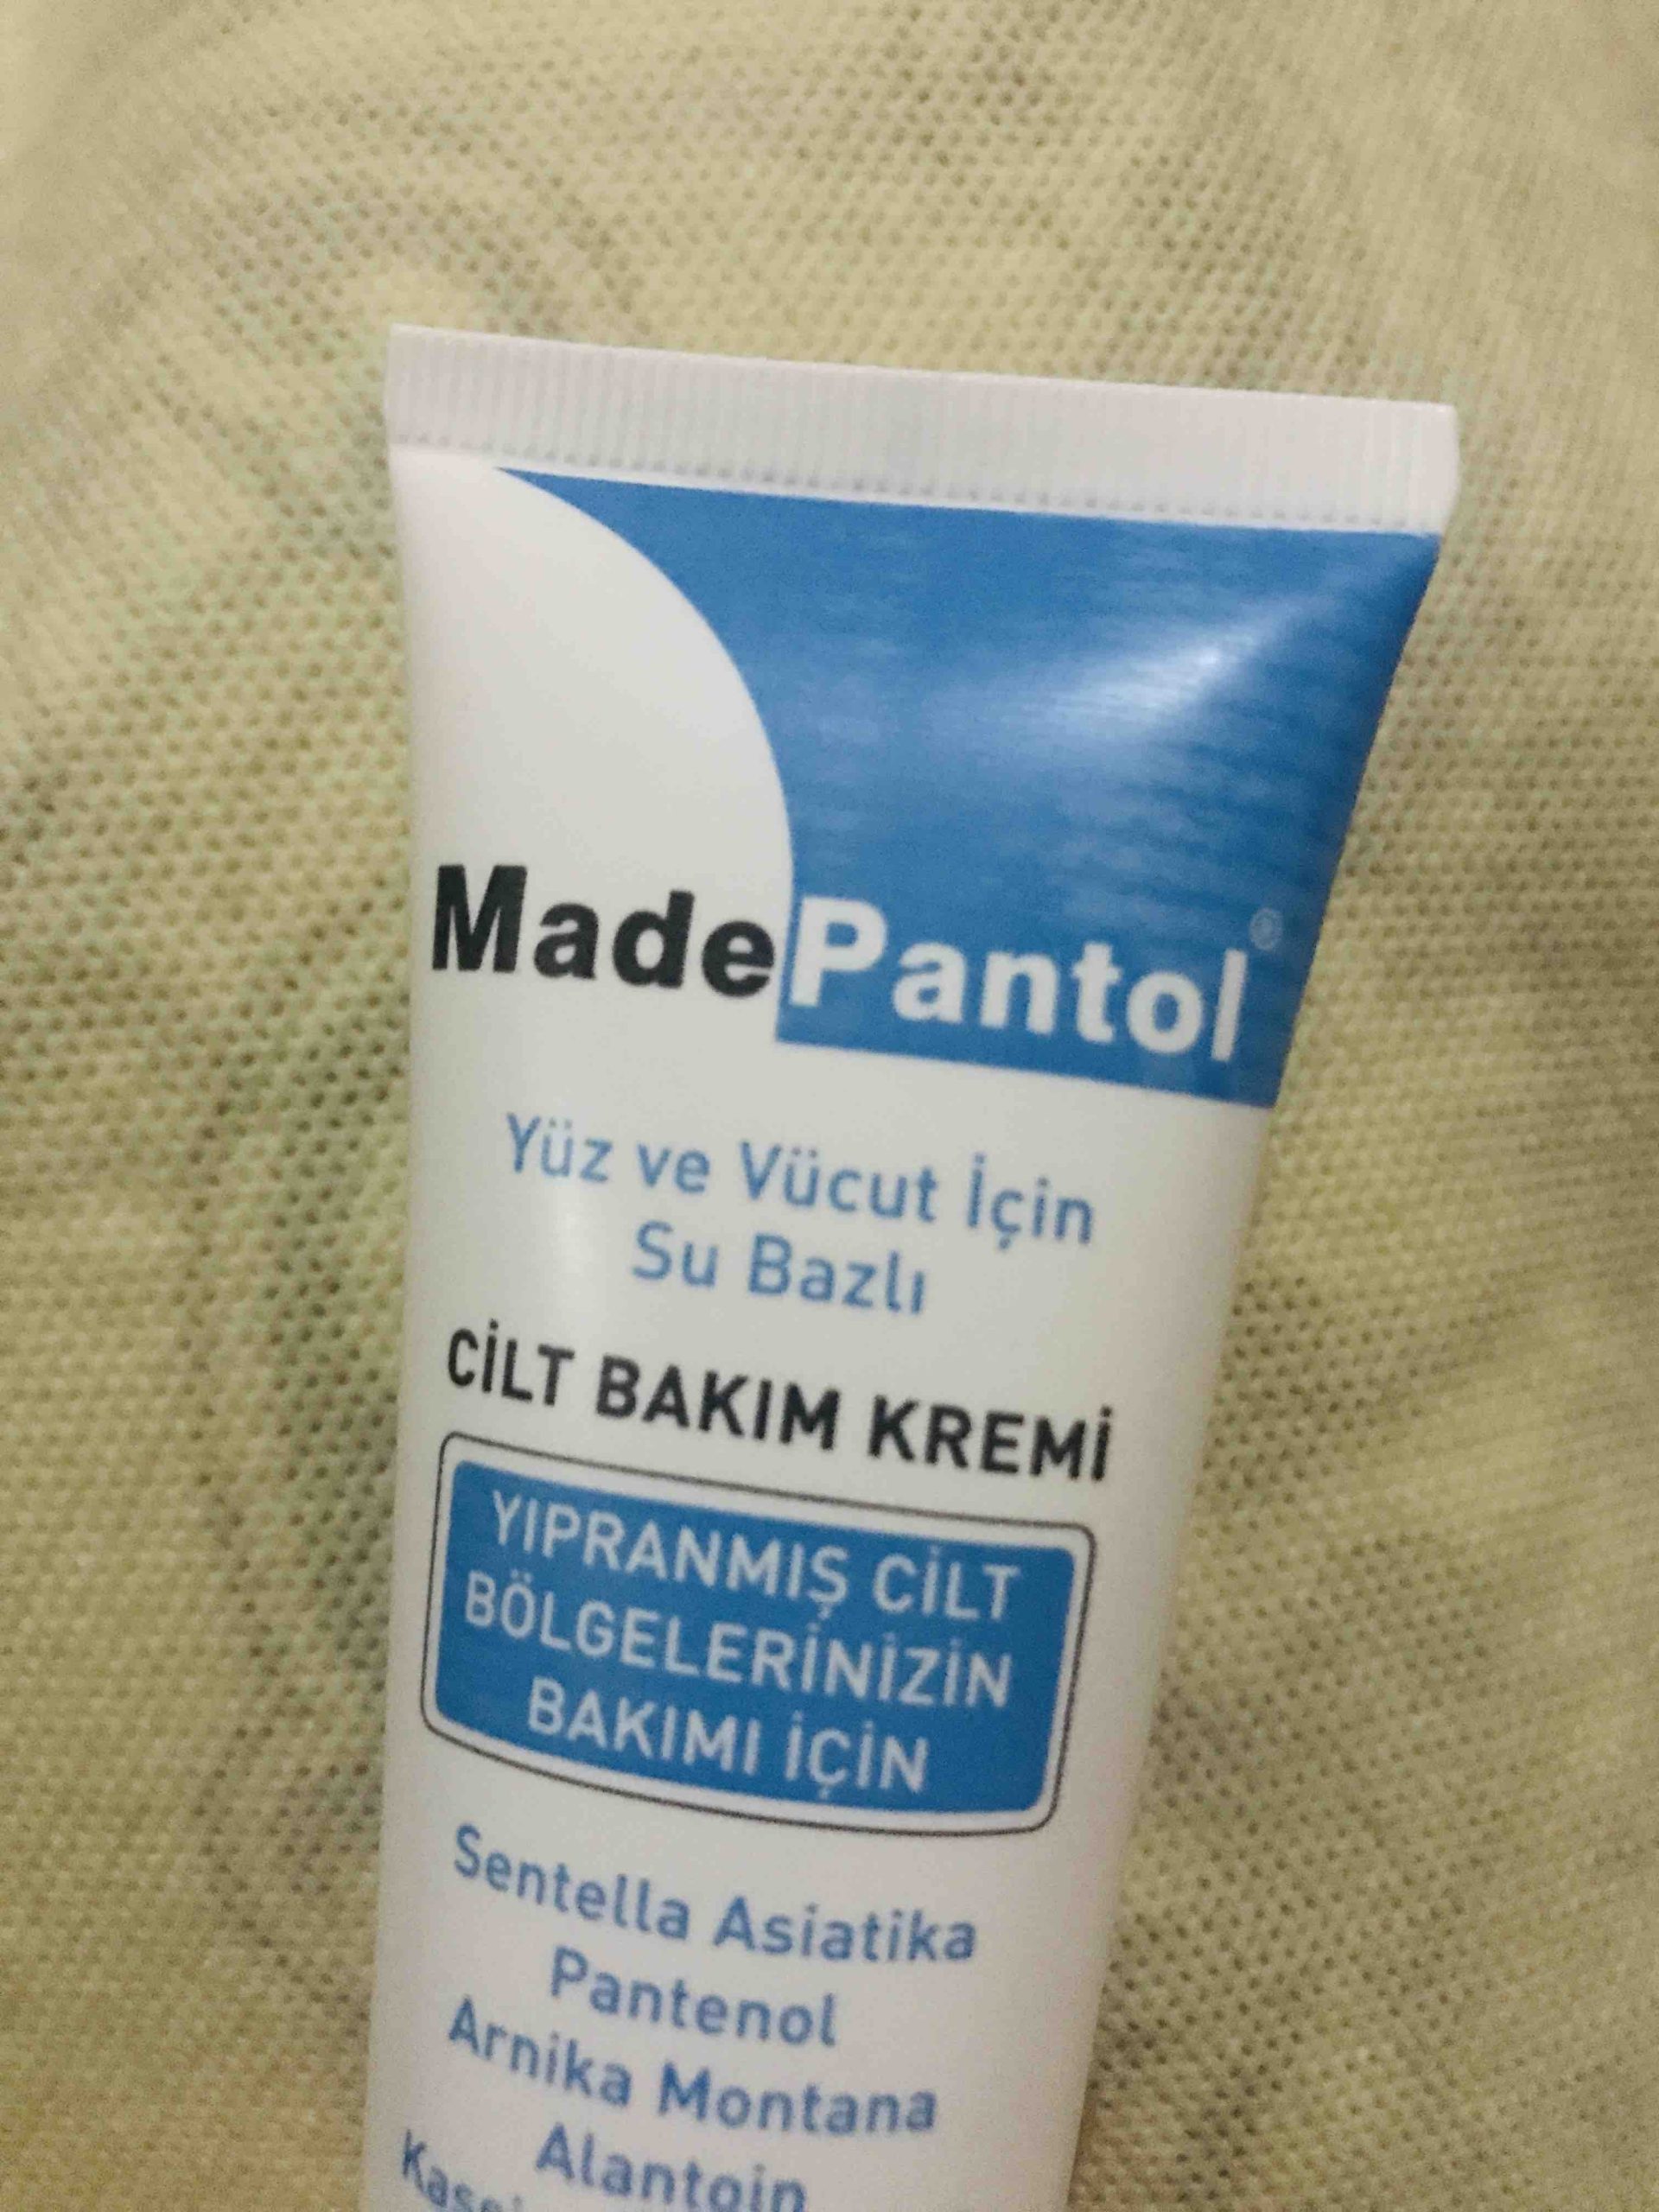 MadePantol®
Yüz ve Vücut İçin
Su Bazlı
CİLT BAKIM KREMİ
YIPRANMIŞ CİLT
BÖLGELERİNİZİN
BAKIMI İÇİN
Sentella Asiatika
Pantenol
Arnika Montana
Alantoin